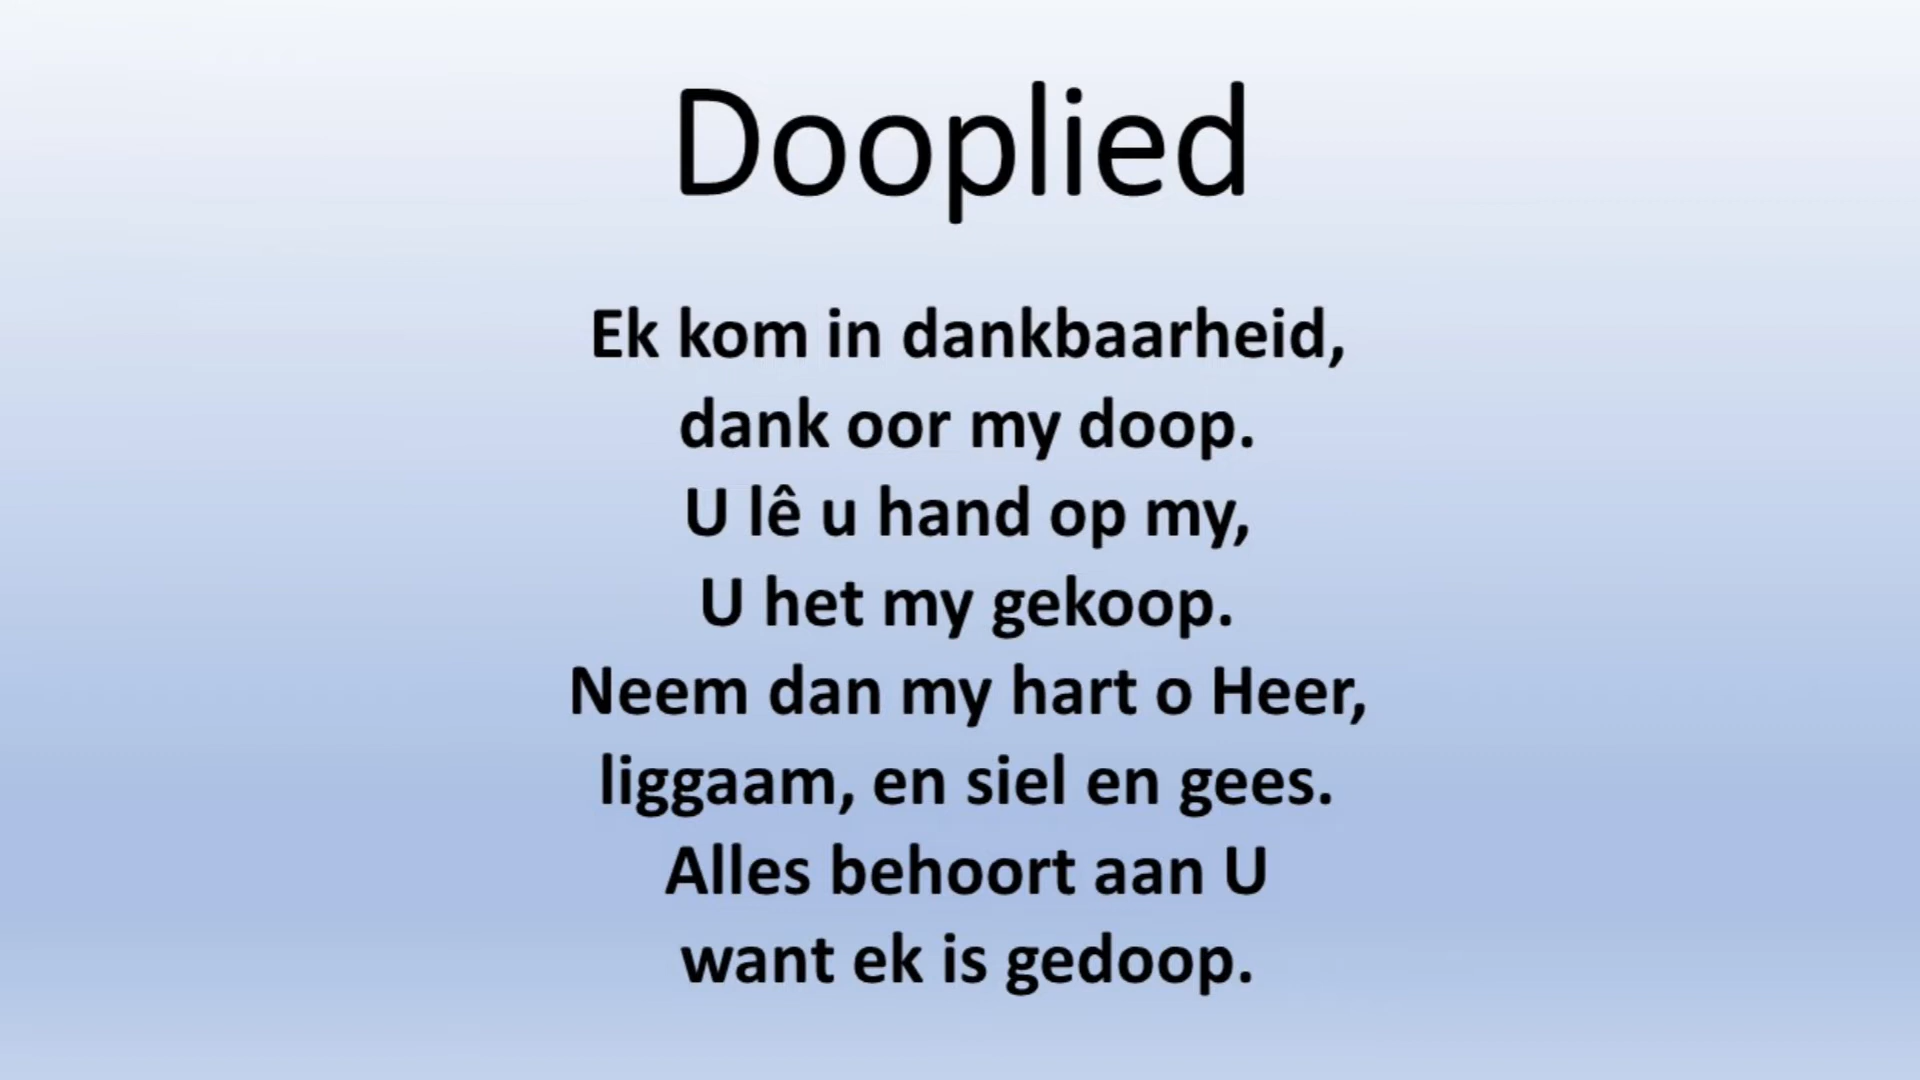 Dooplied
Ek kom in dankbaarheid,
dank oor my doop.
U lê u hand op my,
U het my gekoop.
Neem dan my hart o Heer,
liggaam, en siel en gees.
Alles behoort aan U
want ek is gedoop.